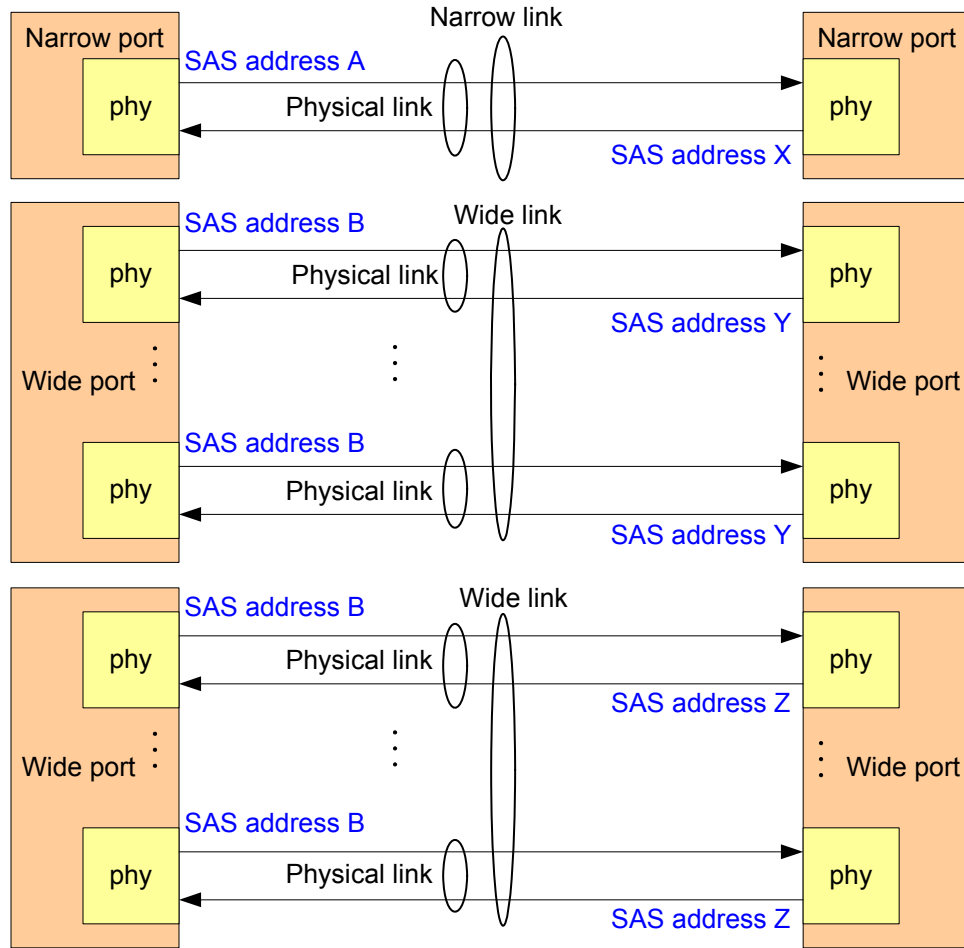 Narrow link
Narrow port
Narrow port
SAS address A
phy
Physical link
phy
SAS address X
Wide link
SAS address B
phy
Physical link
phy
SAS address Y
Wide port
Wide port
SAS address B
phy
Physical link
phy
SAS address Y
Wide link
SAS address B
phy
Physical link
phy
SAS address Z
Wide port
Wide port
SAS address B
phy
Physical link
phy
SAS address Z